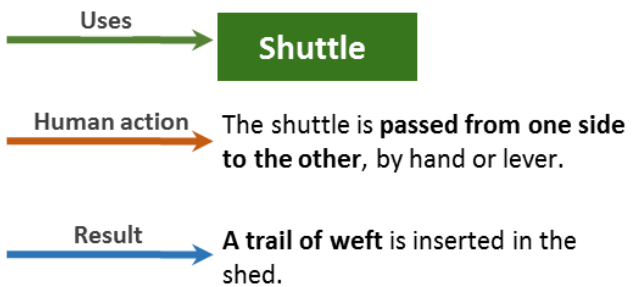 Uses
Shuttle
Human action
The shuttle is passed from one side
to the other, by hand or lever.
Result
A trail of weft is inserted in the
shed.